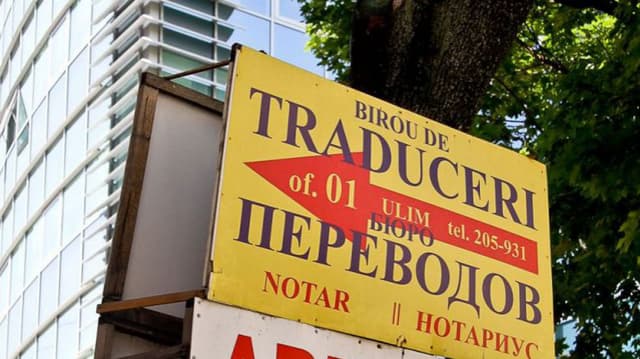 BIROU DE
TRADUCERI
of. 01 ULIM tel. 205-931
БЮРО
ПЕРЕВОДОВ
NOTAR || НОТАРИУС